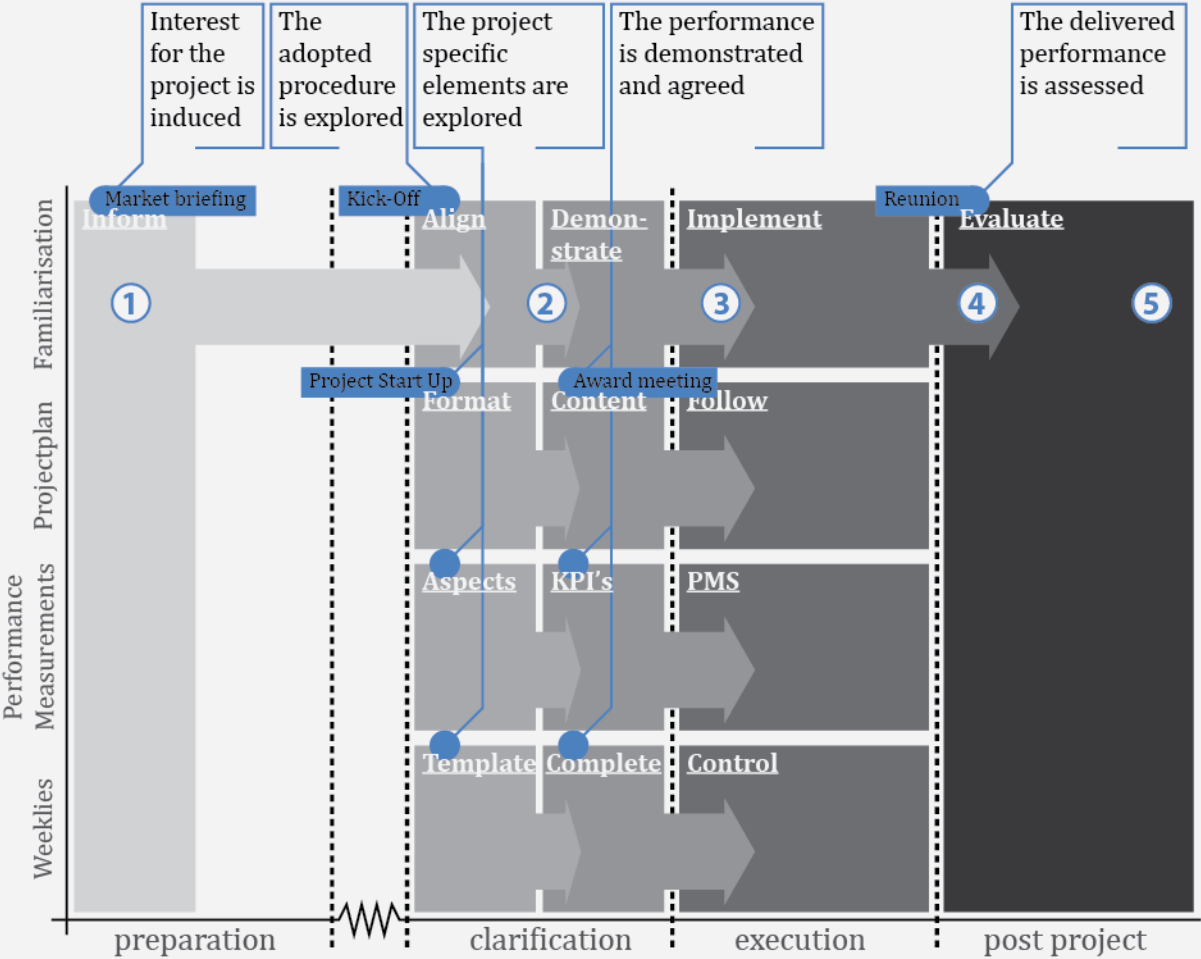 Interest
for the
project is
induced
The
adopted
procedure
is explored
The project
specific
elements are
explored
The performance
is demonstrated
and agreed
The delivered
performance
is assessed
Market briefing
Kick-Off
Reunion
Familiarisation
Inform
Align
Demon-
strate
Implement
Evaluate
1
2
3
4
5
Project Start Up
Award meeting
Projectplan
Format
Content
Follow
Performance
Measurements
Aspects
KPI's
PMS
Weeklies
Template
Complete
Control
preparation
clarification
execution
post project